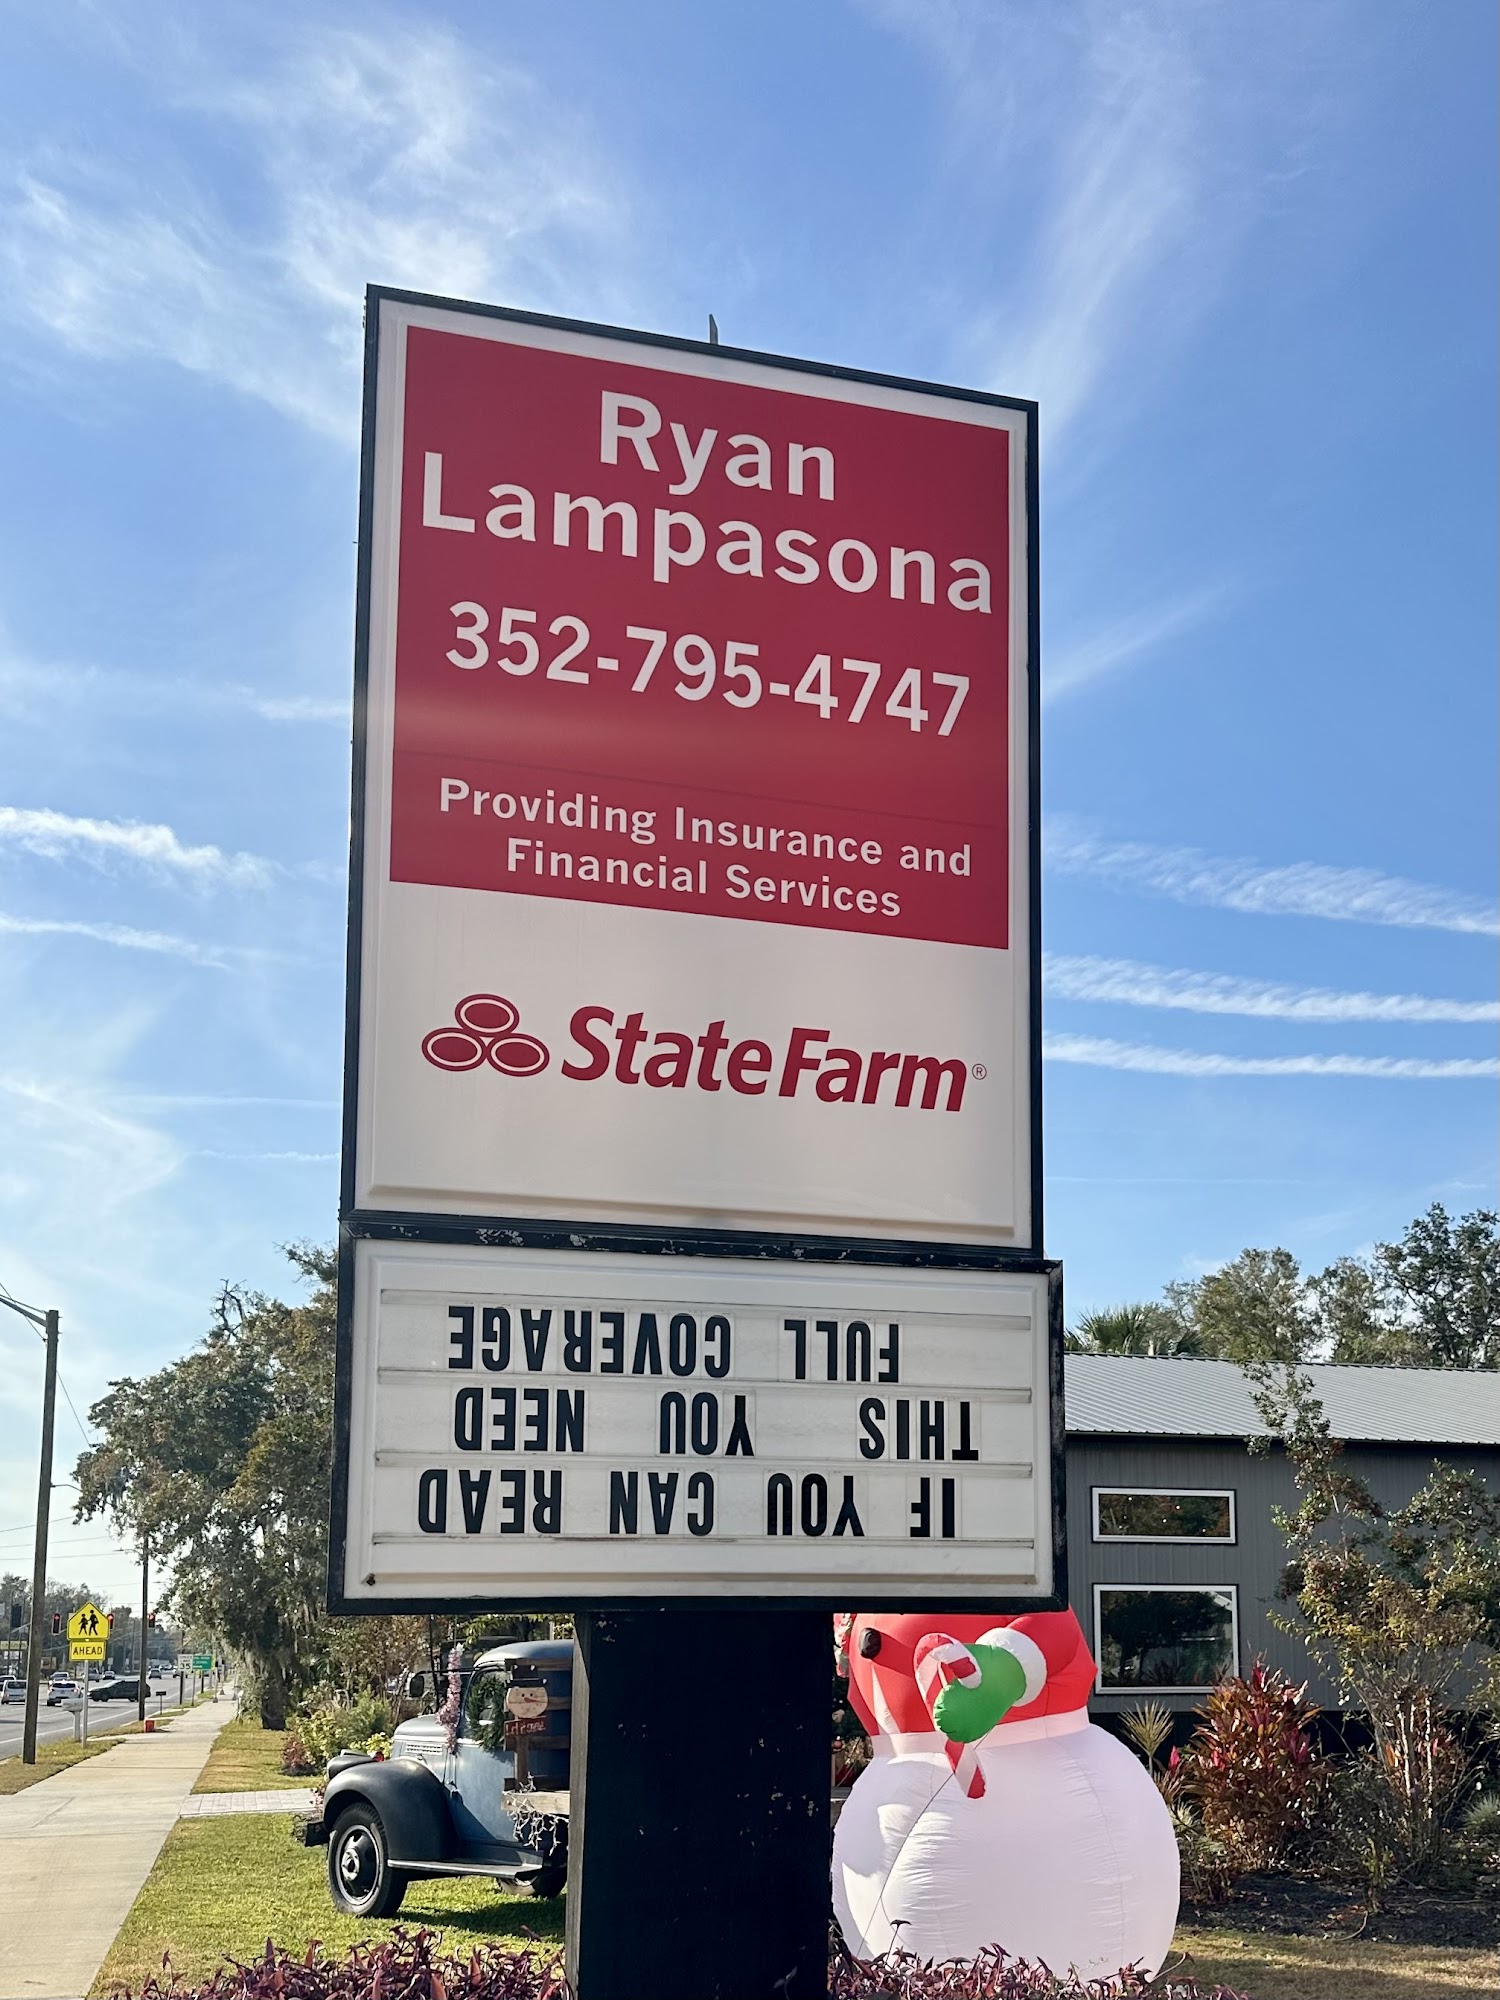 Ryan
Lampasona
352-795-4747
Providing Insurance and
Financial Services
State Farm®
IF YOU CAN READ
THIS YOU NEED
FULL COVERAGE
AHEAD